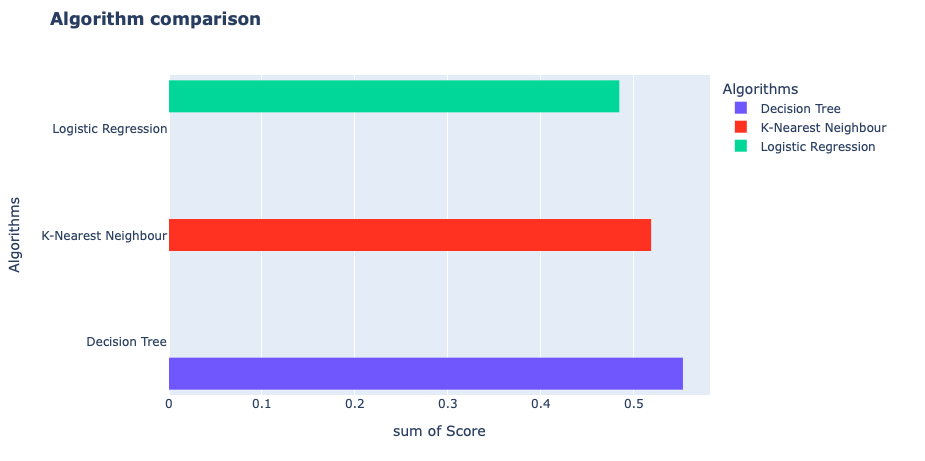 Algorithm comparison
Algorithms
Decision Tree
K-Nearest Neighbour
Logistic Regression
Algorithms
Logistic Regression
K-Nearest Neighbour
Decision Tree
0 0.1 0.2 0.3 0.4 0.5
sum of Score